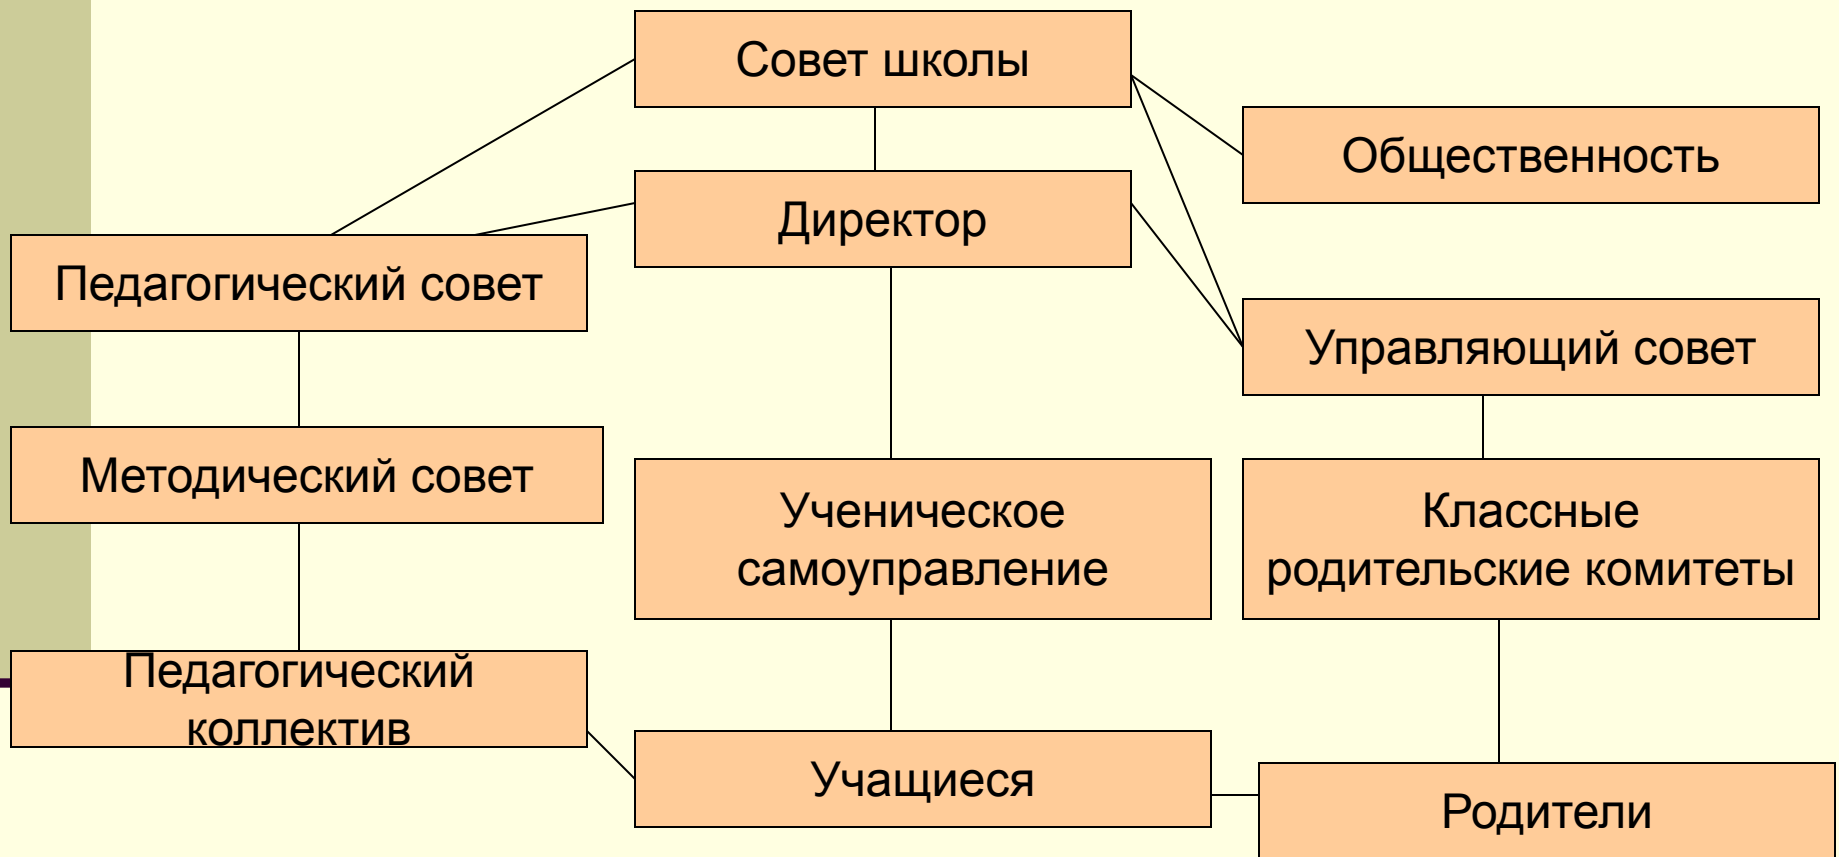 Совет школы
Общественность
Директор
Педагогический совет
Управляющий совет
Методический совет
Ученическое
самоуправление
Классные
родительские комитеты
Педагогический
коллектив
Учащиеся
Родители